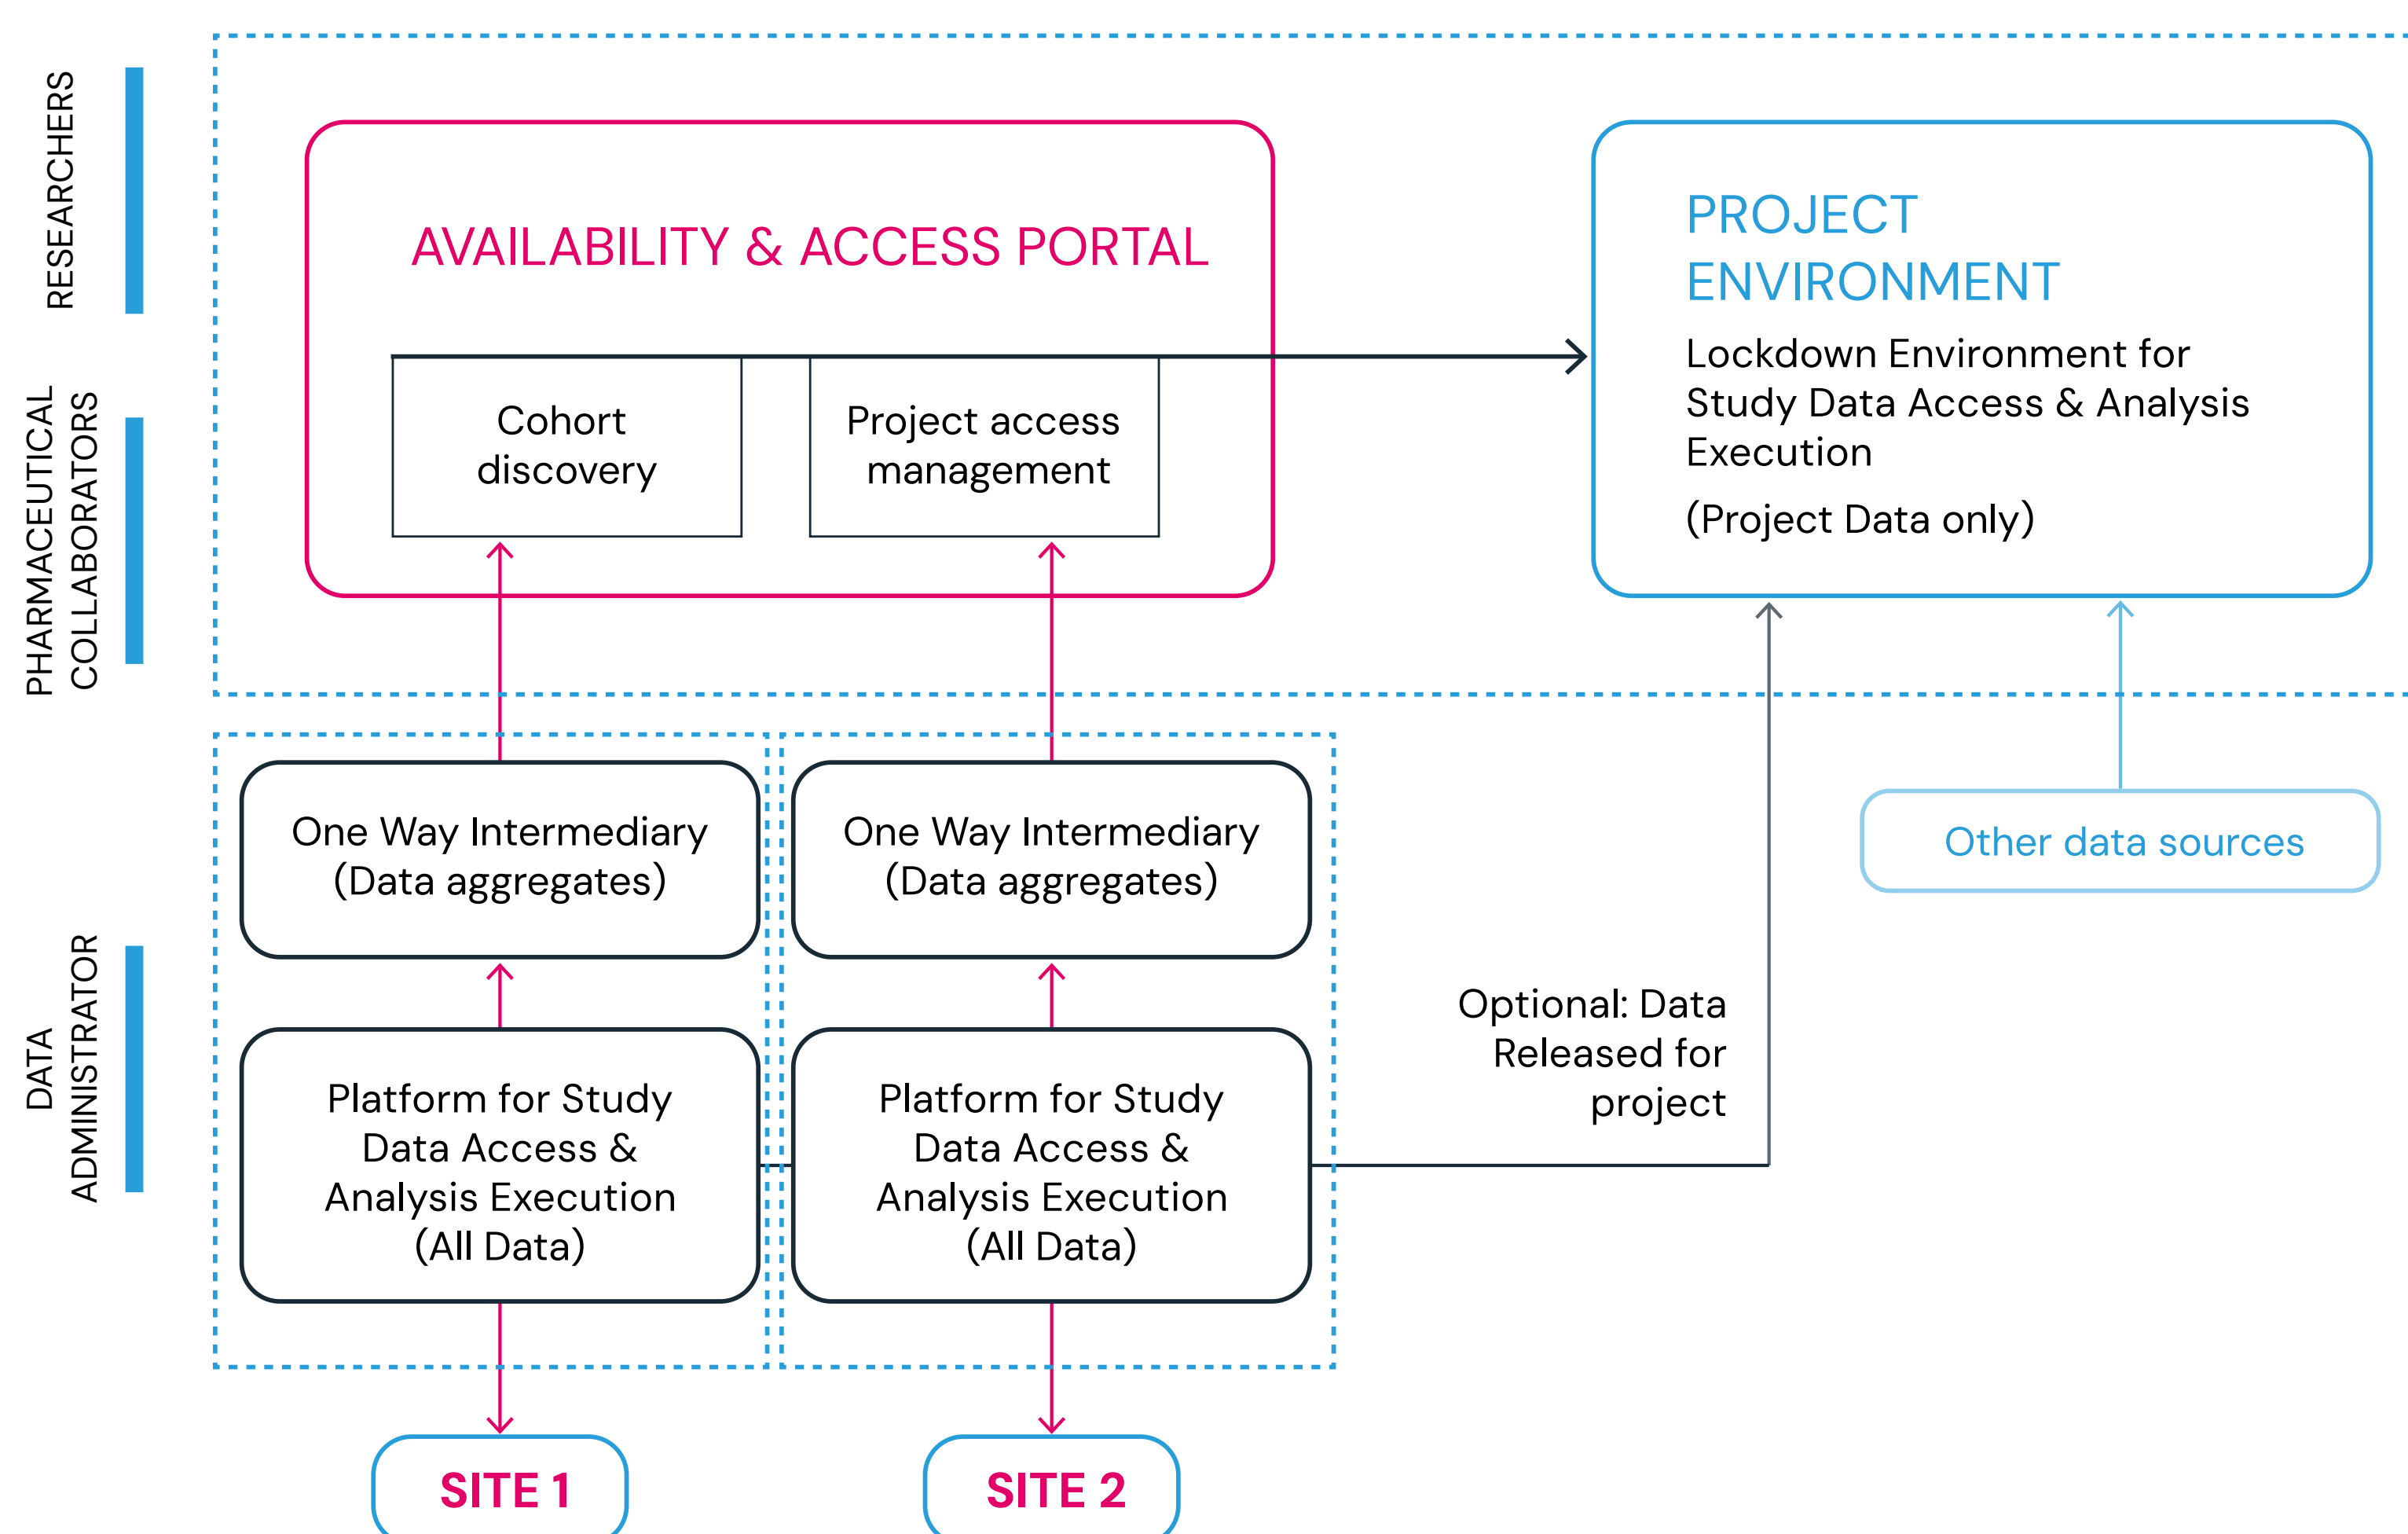 RESEARCHERS
PHARMACEUTICAL
COLLABORATORS
DATA
ADMINISTRATOR
AVAILABILITY & ACCESS PORTAL
Cohort
discovery
Project access
management
PROJECT
ENVIRONMENT
Lockdown Environment for
Study Data Access & Analysis
Execution
(Project Data only)
One Way Intermediary
(Data aggregates)
One Way Intermediary
(Data aggregates)
Other data sources
Platform for Study
Data Access &
Analysis Execution
(All Data)
Platform for Study
Data Access &
Analysis Execution
(All Data)
Optional: Data
Released for
project
SITE 1
SITE 2